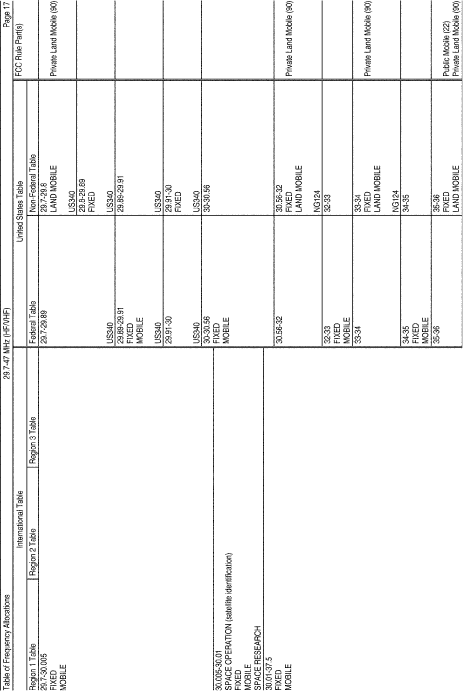 Table of Frequency Allocations 29.7-47 MHz (HF/VHF) Page 17
International Table United States Table FCC Rule Part(s)
Region 1 Table Region 2 Table Region 3 Table Federal Table Non-Federal Table
29.7-30.005
FIXED
MOBILE
30.005-30.01
SPACE OPERATION (satellite identification)
FIXED
MOBILE
SPACE RESEARCH
30.01-37.5
FIXED
MOBILE
29.7-29.89
US340
29.89-29.91
FIXED
MOBILE
US340
29.91-30
US340
30-30.56
FIXED
MOBILE
30.56-32
32-33
FIXED
MOBILE
33-34
34-35
FIXED
MOBILE
35-36
29.7-29.8
LAND MOBILE
US340
29.8-29.89
FIXED
US340
29.89-29.91
US340
29.91-30
FIXED
US340
30-30.56
30.56-32
FIXED
LAND MOBILE
NG124
32-33
33-34
FIXED
LAND MOBILE
NG124
34-35
35-36
FIXED
LAND MOBILE
Private Land Mobile (90)
Private Land Mobile (90)
Private Land Mobile (90)
Public Mobile (22)
Private Land Mobile (90)